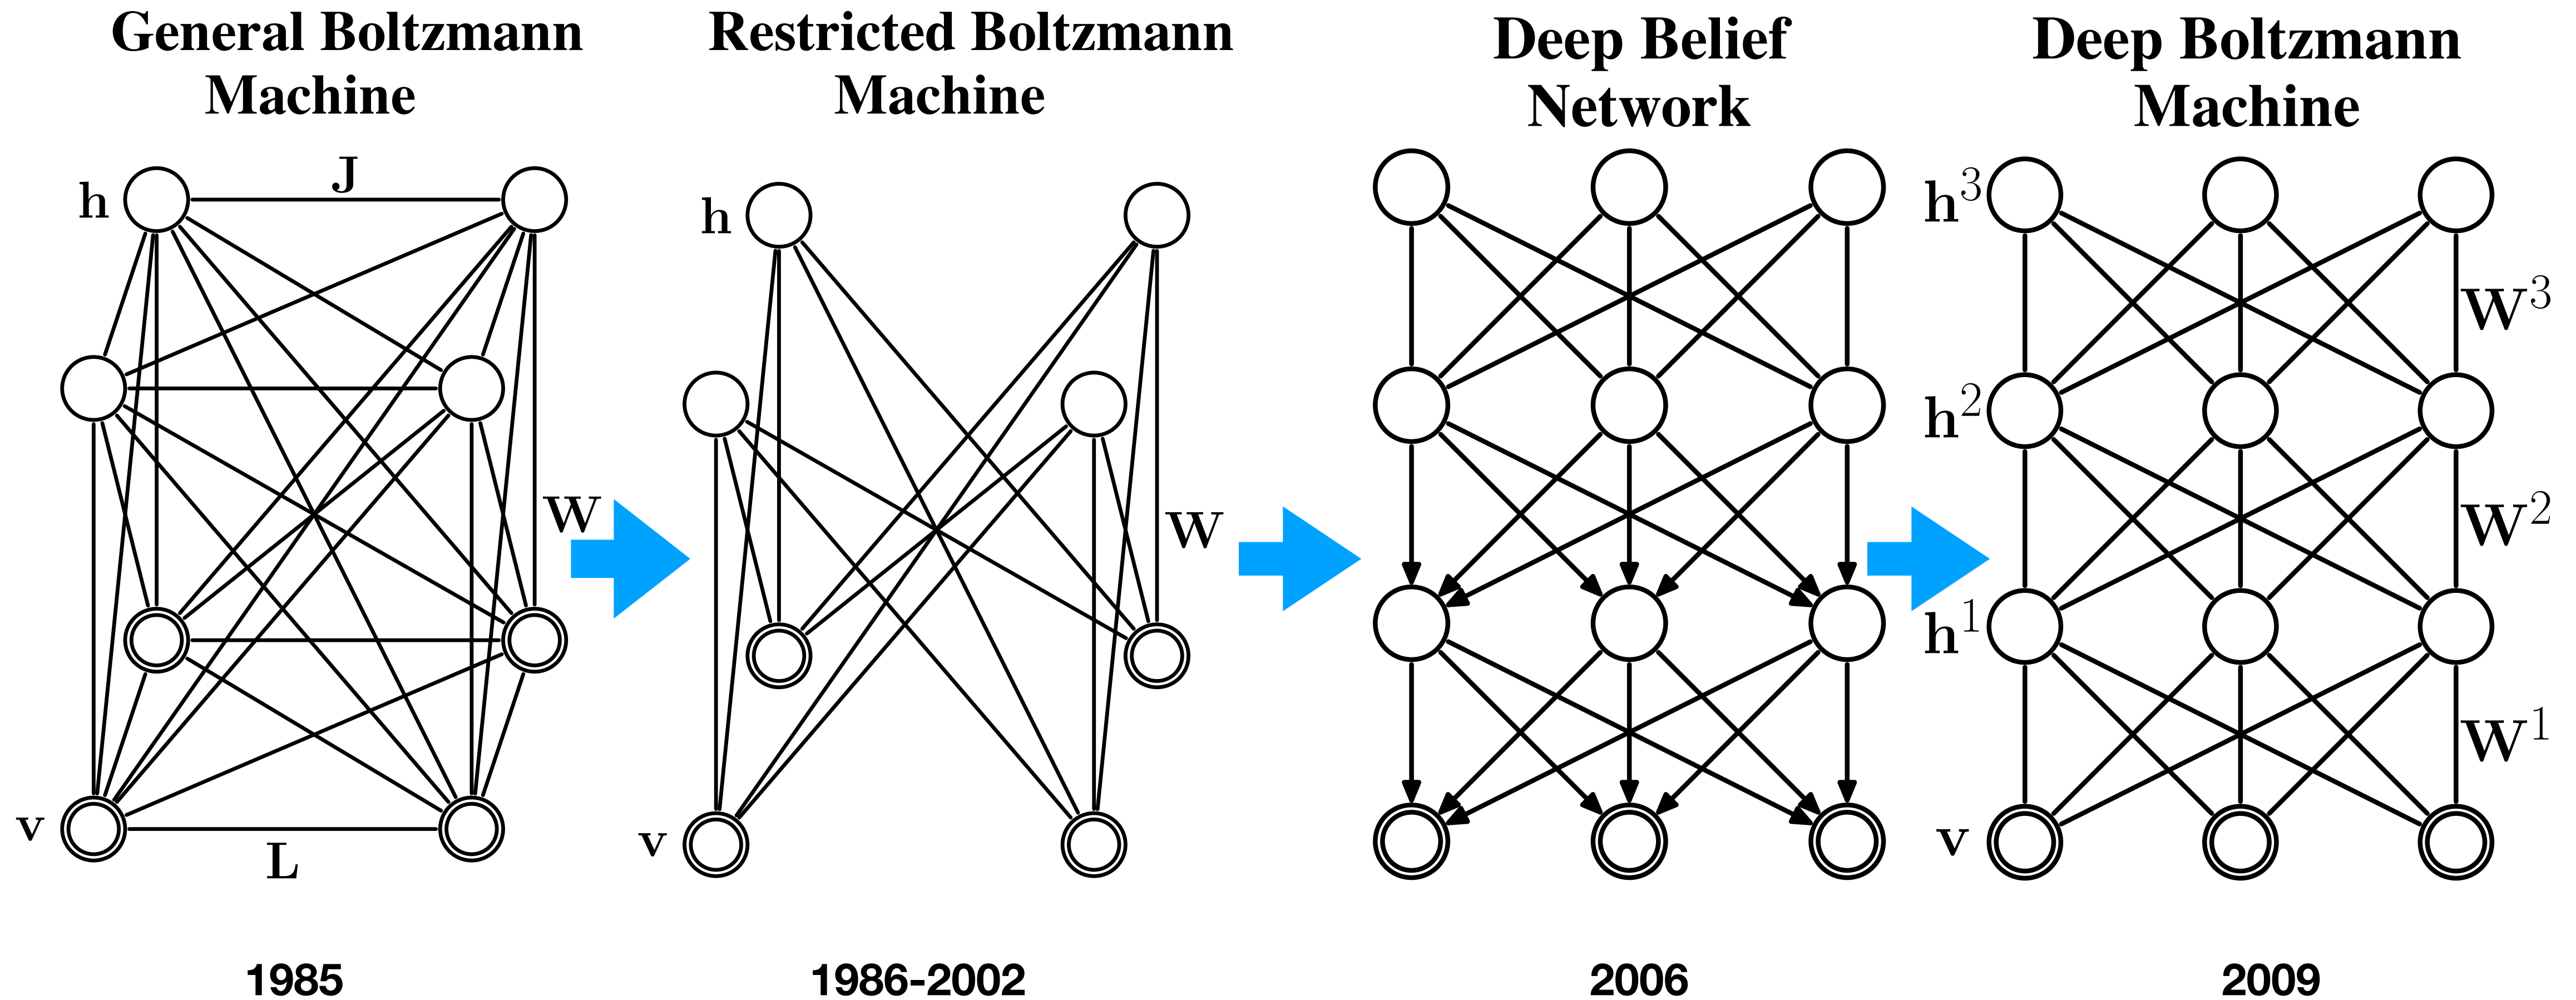 General Boltzmann
Machine
h
J
W
v
L
1985
Restricted Boltzmann
Machine
h
W
v
1986-2002
Deep Belief
Network
2006
Deep Boltzmann
Machine
h³
W³
h²
W²
h¹
W¹
v
2009